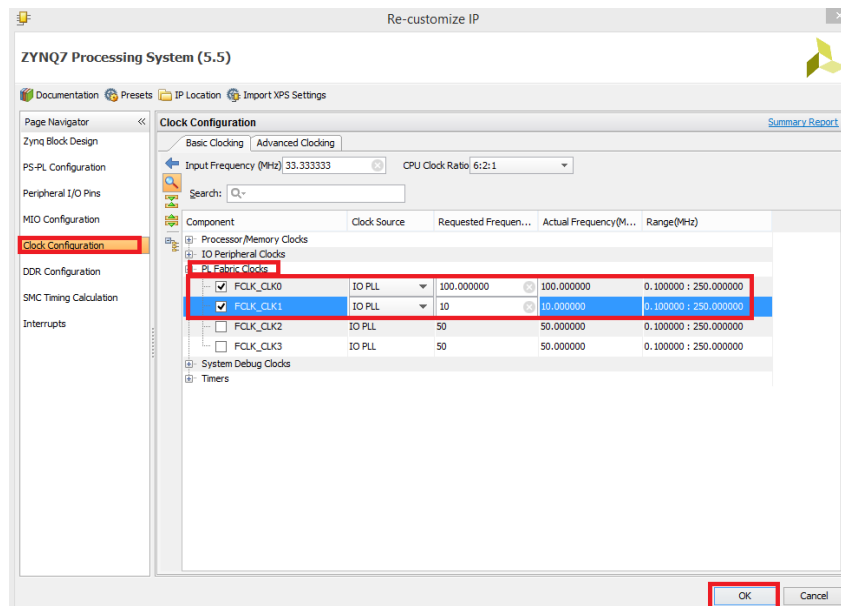 Re-customize IP
ZYNQ7 Processing System (5.5)
Documentation Presets IP Location Import XPS Settings
Page Navigator «
Zynq Block Design
PS-PL Configuration
Peripheral I/O Pins
MIO Configuration
Clock Configuration
DDR Configuration
SMC Timing Calculation
Interrupts
Clock Configuration Summary Report
Basic Clocking Advanced Clocking
Input Frequency (MHz) 33.333333 CPU Clock Ratio 6:2:1
Search:
Component Clock Source Requested Frequen... Actual Frequency(M... Range(MHz)
Processor/Memory Clocks
IO Peripheral Clocks
PL Fabric Clocks
FCLK_CLK0 IO PLL 100.000000 100.000000 0.100000 : 250.000000
FCLK_CLK1 IO PLL 10 10.000000 0.100000 : 250.000000
FCLK_CLK2 IO PLL 50 50.000000 0.100000 : 250.000000
FCLK_CLK3 IO PLL 50 50.000000 0.100000 : 250.000000
System Debug Clocks
Timers
OK Cancel